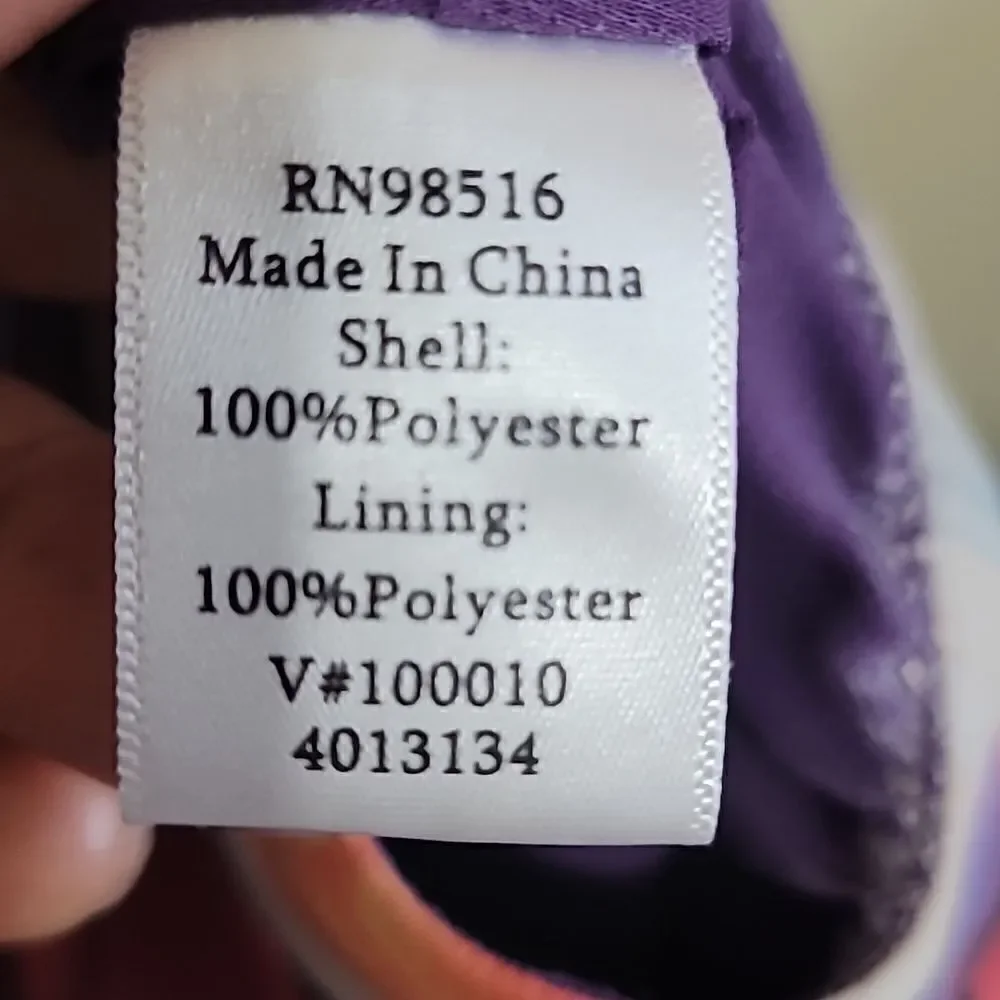 RN98516
Made In China
Shell:
100%Polyester
Lining:
100%Polyester
V#100010
4013134